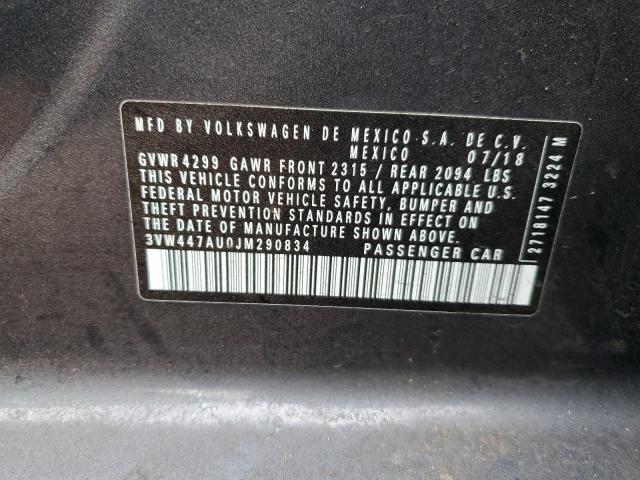 MFD BY VOLKSWAGEN DE MEXICO S.A. DE C.V.
MEXICO 07/18
GVWR 4299 GAWR FRONT 2315 / REAR 2094 LBS
THIS VEHICLE CONFORMS TO ALL APPLICABLE U.S.
FEDERAL MOTOR VEHICLE SAFETY, BUMPER AND
THEFT PREVENTION STANDARDS IN EFFECT ON
THE DATE OF MANUFACTURE SHOWN ABOVE.
3VW447AU0JM290834 PASSENGER CAR
2718147 3224 M